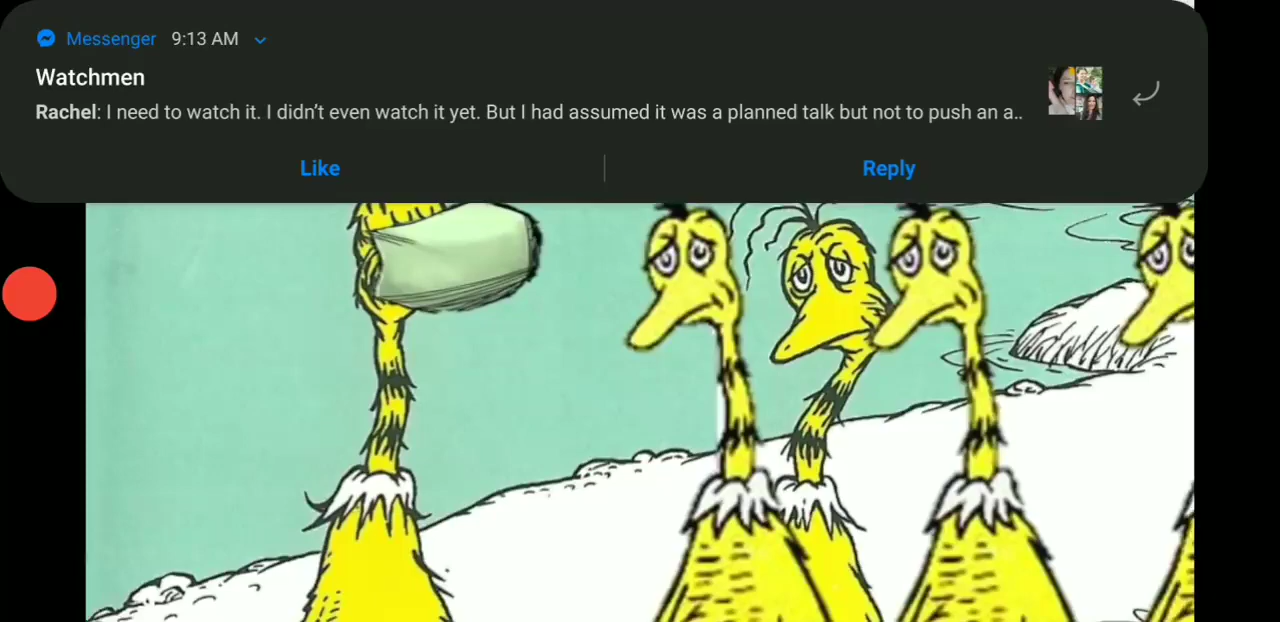 Messenger 9:13 AM
Watchmen
Rachel: I need to watch it. I didn’t even watch it yet. But I had assumed it was a planned talk but not to push an a..
Like
Reply